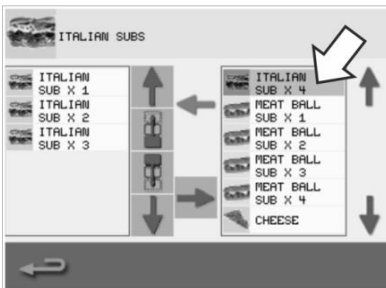 ITALIAN SUBS
ITALIAN
SUB X 1
ITALIAN
SUB X 2
ITALIAN
SUB X 3
ITALIAN
SUB X 4
MEAT BALL
SUB X 1
MEAT BALL
SUB X 2
MEAT BALL
SUB X 3
MEAT BALL
SUB X 4
CHEESE